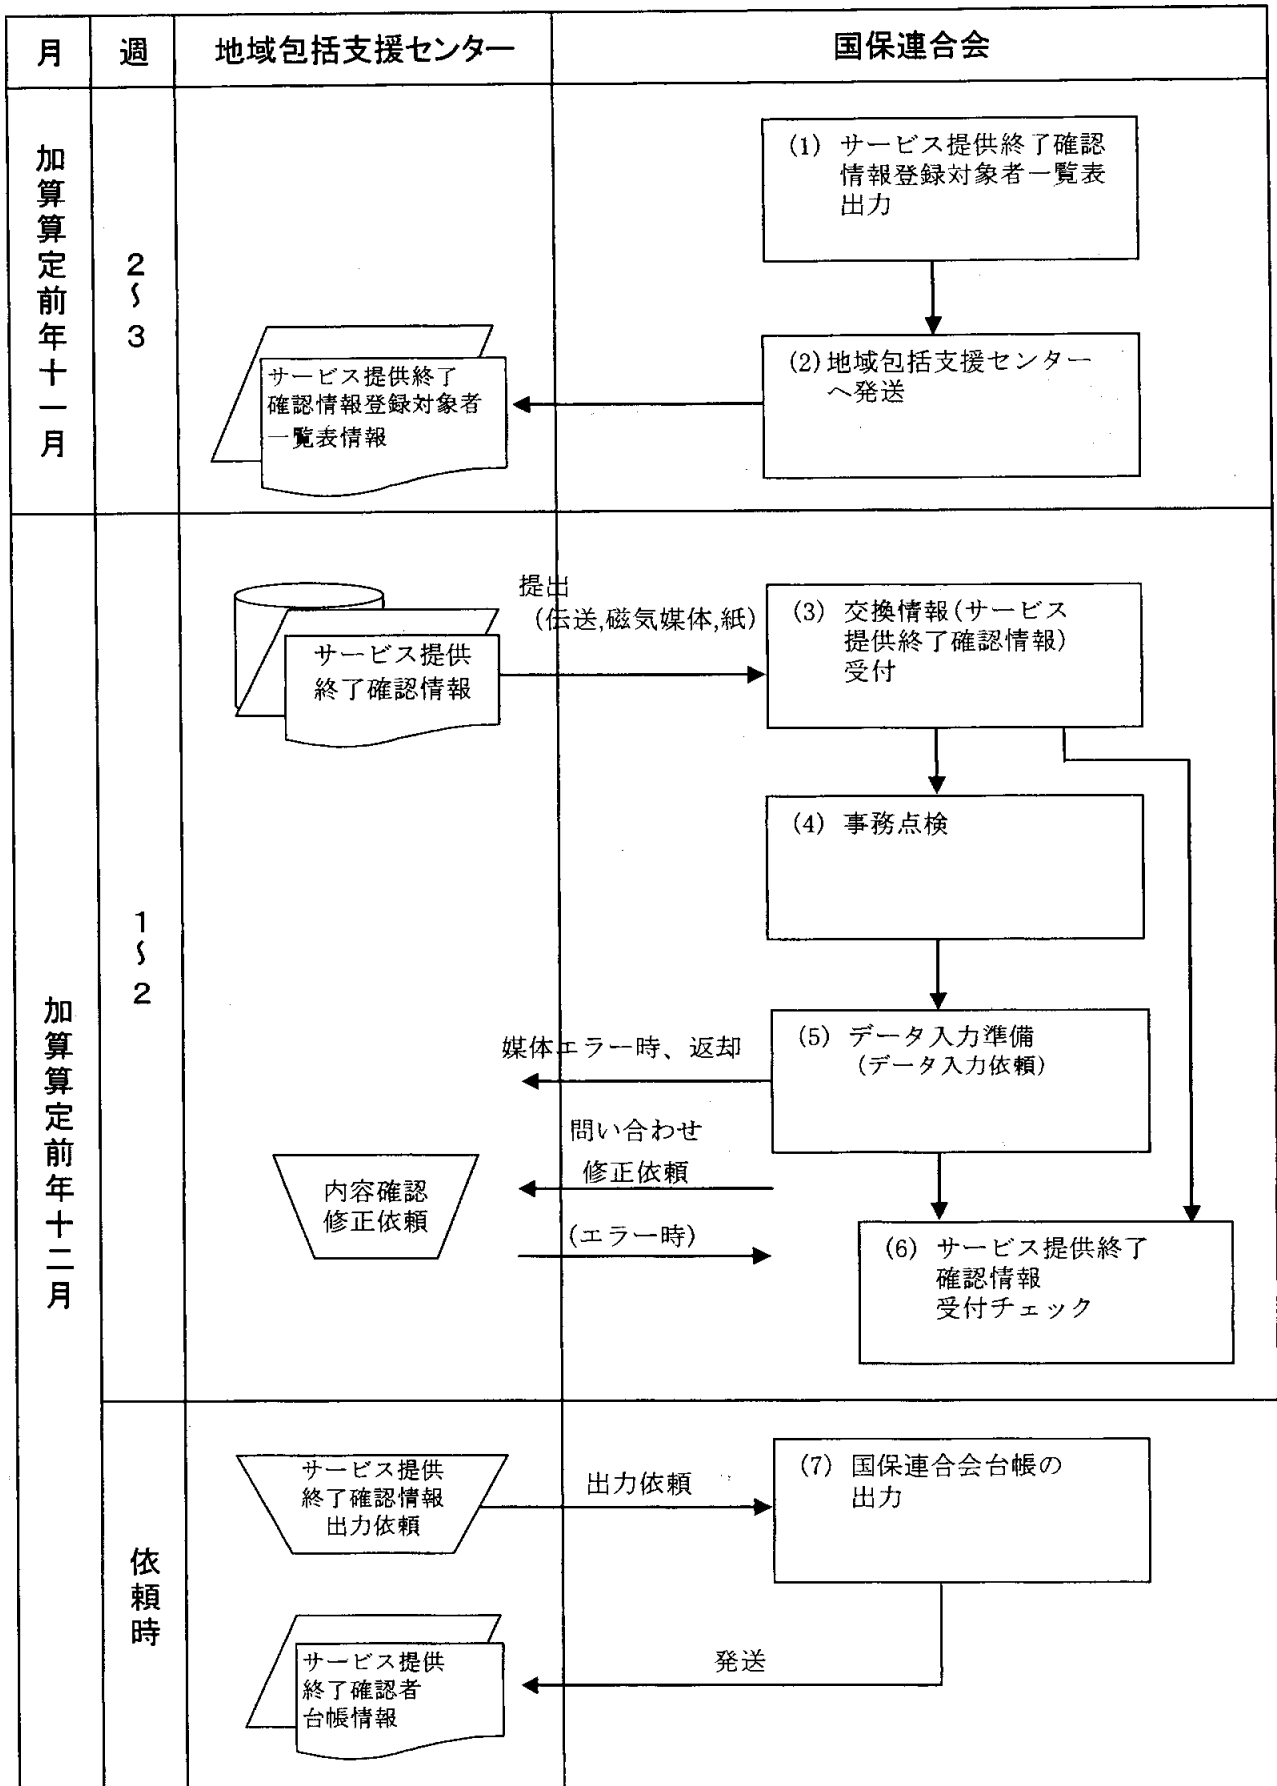 月
週
地域包括支援センター
国保連合会
加算算定前年十一月
2～3
(1) サービス提供終了確認
情報登録対象者一覧表
出力
(2)地域包括支援センター
へ発送
サービス提供終了
確認情報登録対象者
一覧表情報
加算算定前年十二月
1～2
サービス提供
終了確認情報
提出
(伝送,磁気媒体,紙)
(3) 交換情報(サービス
提供終了確認情報)
受付
(4) 事務点検
(5) データ入力準備
(データ入力依頼)
媒体エラー時、返却
問い合わせ
修正依頼
(エラー時)
内容確認
修正依頼
(6) サービス提供終了
確認情報
受付チェック
依頼時
サービス提供
終了確認情報
出力依頼
出力依頼
(7) 国保連合会台帳の
出力
発送
サービス提供
終了確認者
台帳情報